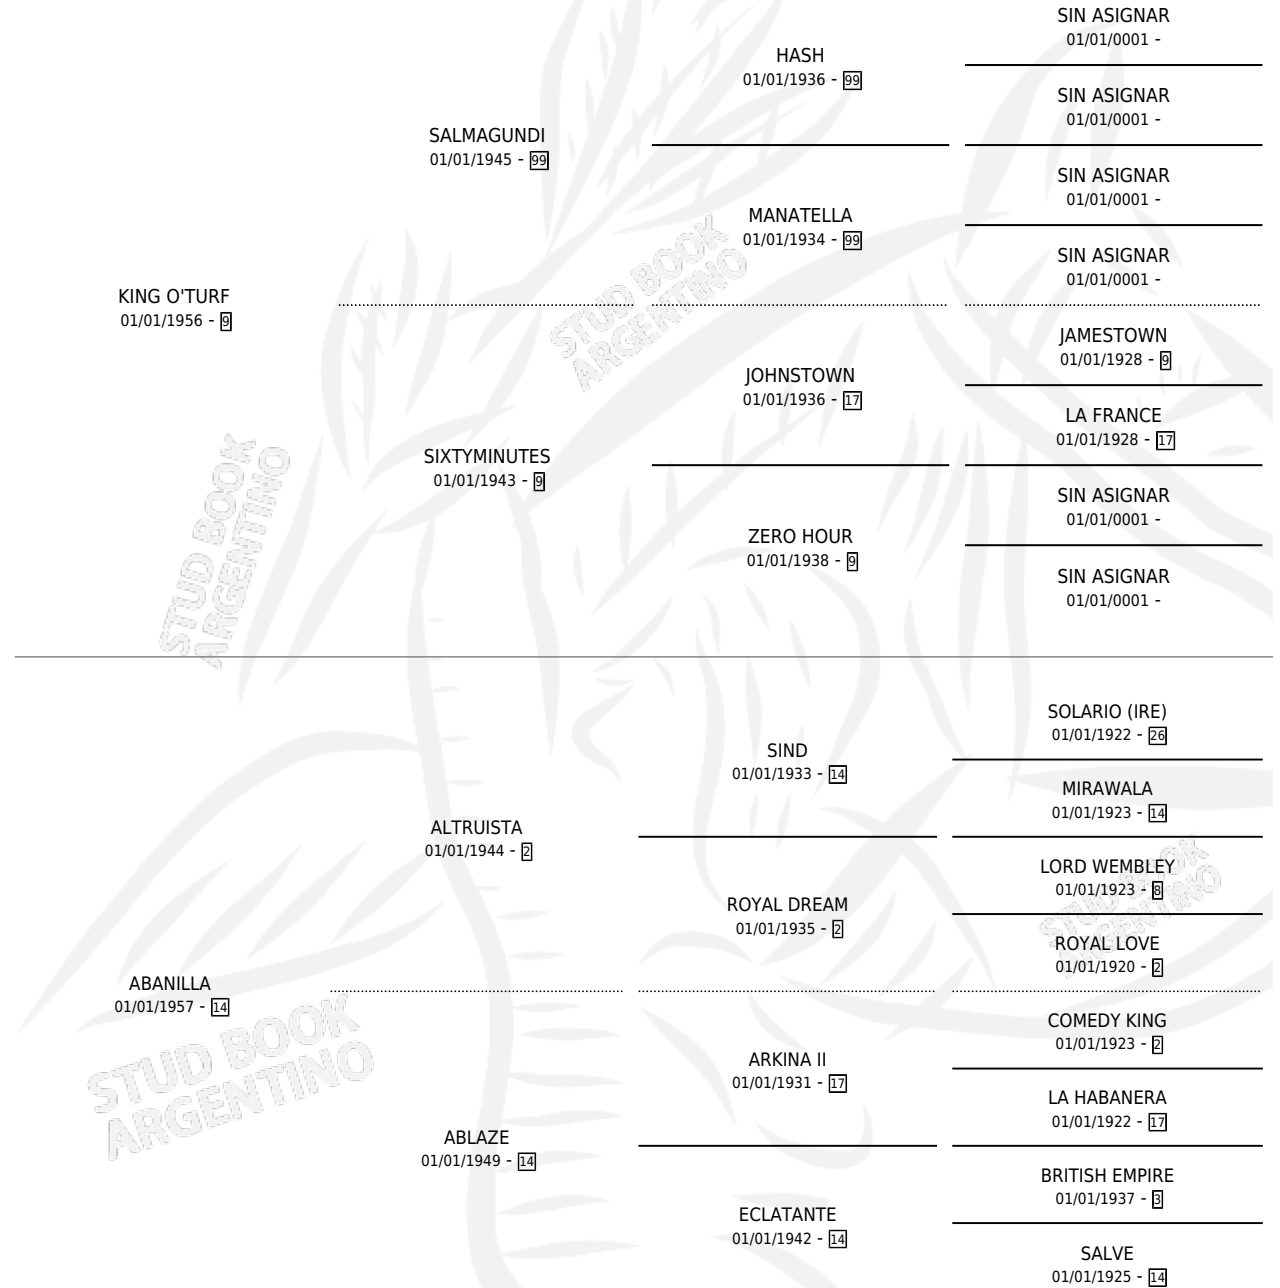 SIN ASIGNAR
01/01/0001 -
HASH
01/01/1936 - 99
SIN ASIGNAR
01/01/0001 -
SALMAGUNDI
01/01/1945 - 99
SIN ASIGNAR
01/01/0001 -
MANATELLA
01/01/1934 - 99
SIN ASIGNAR
01/01/0001 -
KING O'TURF
01/01/1956 - 9
JAMESTOWN
01/01/1928 - 9
JOHNSTOWN
01/01/1936 - 17
LA FRANCE
01/01/1928 - 17
SIXTYMINUTES
01/01/1943 - 9
SIN ASIGNAR
01/01/0001 -
ZERO HOUR
01/01/1938 - 9
SIN ASIGNAR
01/01/0001 -
SOLARIO (IRE)
01/01/1922 - 26
SIND
01/01/1933 - 14
MIRAWALA
01/01/1923 - 14
ALTRUISTA
01/01/1944 - 2
LORD WEMBLEY
01/01/1923 - 8
ROYAL DREAM
01/01/1935 - 2
ROYAL LOVE
01/01/1920 - 2
ABANILLA
01/01/1957 - 14
COMEDY KING
01/01/1923 - 2
ARKINA II
01/01/1931 - 17
LA HABANERA
01/01/1922 - 17
ABLAZE
01/01/1949 - 14
BRITISH EMPIRE
01/01/1937 - 3
ECLATANTE
01/01/1942 - 14
SALVE
01/01/1925 - 14
STUD BOOK
ARGENTINO
STUD BOOK
ARGENTINO
STUD BOOK
ARGENTINO
STUD BOOK
ARGENTINO